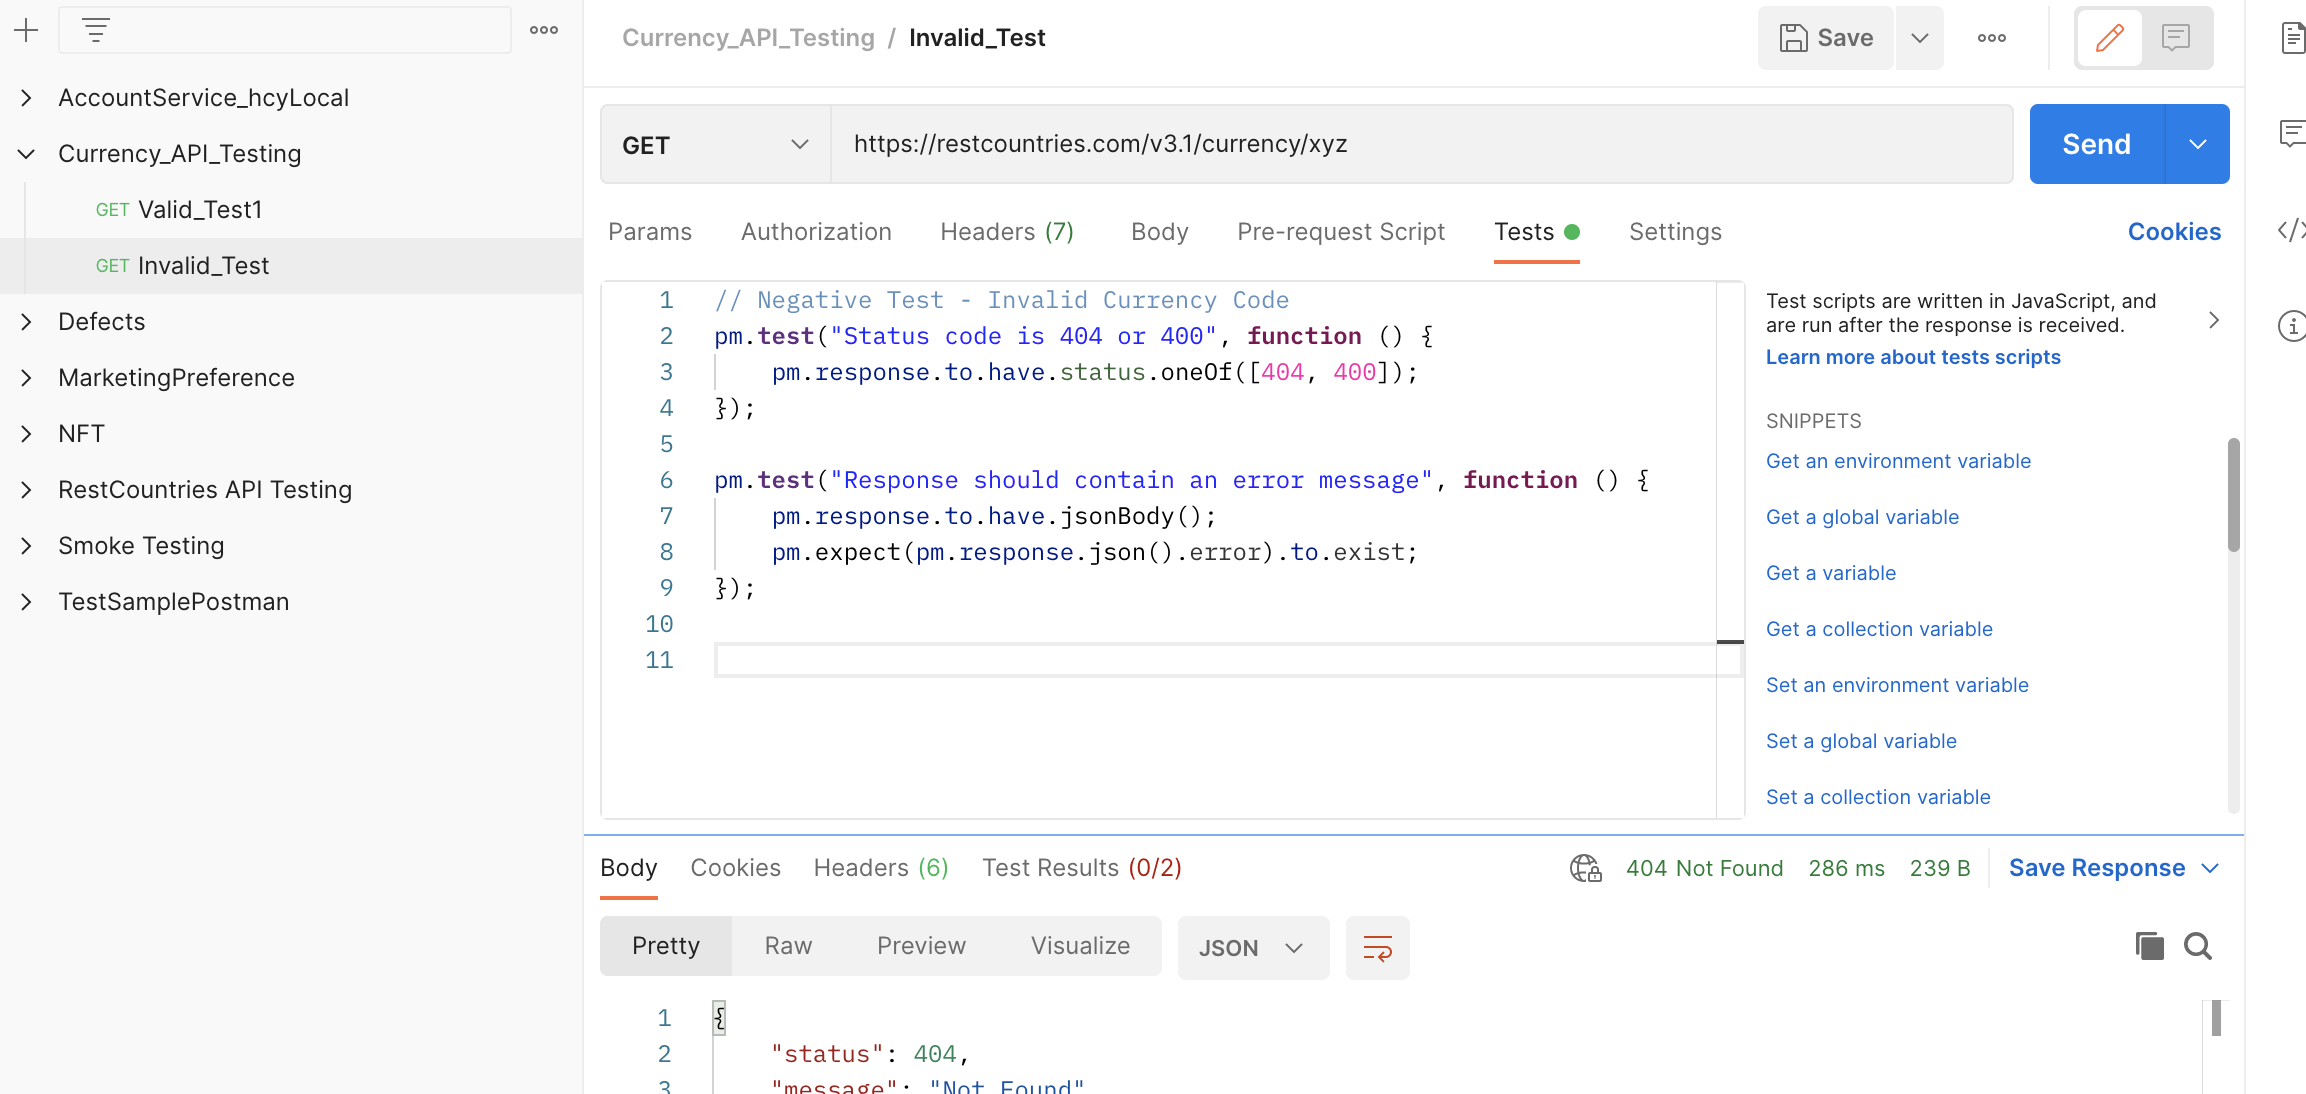 Currency_API_Testing / Invalid_Test
Save
AccountService_hcyLocal
Currency_API_Testing
GET Valid_Test1
GET Invalid_Test
Defects
MarketingPreference
NFT
RestCountries API Testing
Smoke Testing
TestSamplePostman
GET
https://restcountries.com/v3.1/currency/xyz
Send
Params Authorization Headers (7) Body Pre-request Script Tests Settings Cookies
1 // Negative Test - Invalid Currency Code
2 pm.test("Status code is 404 or 400", function () {
3     pm.response.to.have.status.oneOf([404, 400]);
4 });
5
6 pm.test("Response should contain an error message", function () {
7     pm.response.to.have.jsonBody();
8     pm.expect(pm.response.json().error).to.exist;
9 });
10
11
Test scripts are written in JavaScript, and
are run after the response is received.
Learn more about tests scripts
SNIPPETS
Get an environment variable
Get a global variable
Get a variable
Get a collection variable
Set an environment variable
Set a global variable
Set a collection variable
Body Cookies Headers (6) Test Results (0/2) 404 Not Found 286 ms 239 B Save Response
Pretty Raw Preview Visualize JSON
1 {
2     "status": 404,
3     "message": "Not Found"